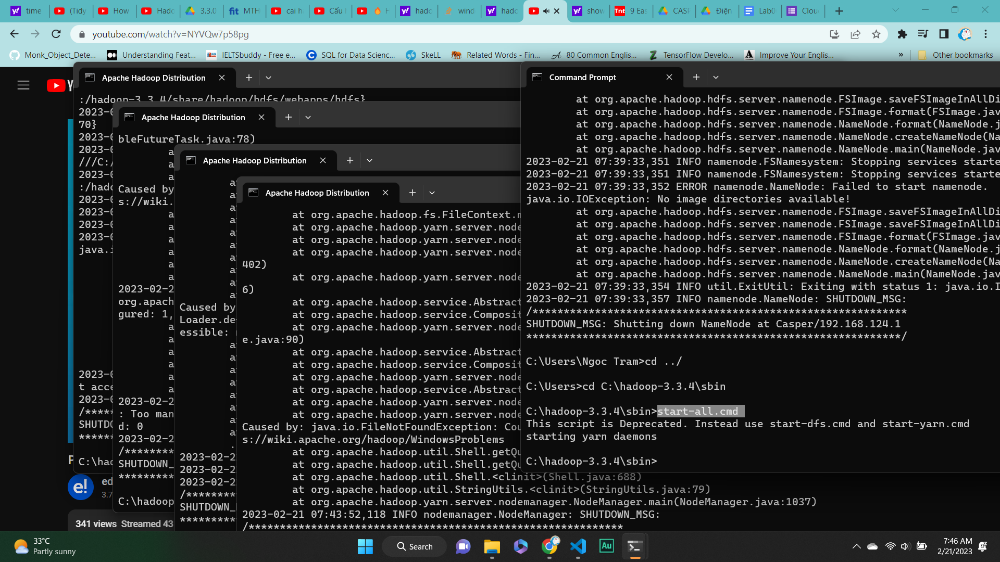 time
(Tidy
How
Hado
3.3.0
fit MTH
cai h
Cấu
H
hado
wind
hado
show
Tnt 9 Eas
CASP
Điện
Lab0
Clou
youtube.com/watch?v=NYVQw7p58pg
Monk_Object_Dete...
Understanding Feat...
IELTSbuddy - Free e...
SQL for Data Scienc...
SkeLL
Related Words - Fin...
80 Common Englis...
TensorFlow Develo...
Improve Your Englis...
»
Other bookmarks
Apache Hadoop Distribution
:/hadoop-3.3.4/share/hadoop/hdfs/webapps/hdfs}
2023-0
70}
2023-0
2023-0
///C:/
2023-0
:/hado
2023-0
2023-0
2023-0
2023-0
java.i
2023-0
t acce
2023-0
/*****
SHUTDO
******
C:\had
Apache Hadoop Distribution
bleFutureTask.java:78)
a
a
a
Caused by
s://wiki.
a
a
a
a
a
a
2023-02-2
org.apach
gured: 1,
a
a
a
a
a
a
2023-02-2
: Too man
d: 0
2023-02-2
/********
SHUTDOWN_
*********
C:\hadoop
Apache Hadoop Distribution
at
at
at
at
at
at
at
at
at
at
Caused by
Loader.de
essible:
at
at
at
at
at
at
at
at
.
2023-02-2
2023-02-2
2023-02-2
/*********
SHUTDOWN_
*********
Apache Hadoop Distribution
at org.apache.hadoop.fs.FileContext.m
at org.apache.hadoop.yarn.server.node
at org.apache.hadoop.yarn.server.node
at org.apache.hadoop.yarn.server.node
402)
at org.apache.hadoop.yarn.server.node
6)
at org.apache.hadoop.service.Abstract
at org.apache.hadoop.service.Composit
at org.apache.hadoop.yarn.server.node
e.java:90)
at org.apache.hadoop.service.Abstract
at org.apache.hadoop.service.Composit
at org.apache.hadoop.yarn.server.node
at org.apache.hadoop.service.Abstract
at org.apache.hadoop.yarn.server.node
at org.apache.hadoop.yarn.server.node
Caused by: java.io.FileNotFoundException: Cou
s://wiki.apache.org/hadoop/WindowsProblems
at org.apache.hadoop.util.Shell.getQu
at org.apache.hadoop.util.Shell.getQu
at org.apache.hadoop.util.Shell.<clinit>(Shell.java:688)
at org.apache.hadoop.util.StringUtils.<clinit>(StringUtils.java:79)
at org.apache.hadoop.yarn.server.nodemanager.NodeManager.main(NodeManager.java:1037)
2023-02-21 07:43:52,118 INFO nodemanager.NodeManager: SHUTDOWN_MSG:
/************************************************************
Command Prompt
at org.apache.hadoop.hdfs.server.namenode.FSImage.saveFSImageInAllDi
at org.apache.hadoop.hdfs.server.namenode.FSImage.format(FSImage.jav
at org.apache.hadoop.hdfs.server.namenode.NameNode.format(NameNode.j
at org.apache.hadoop.hdfs.server.namenode.NameNode.createNameNode(Na
at org.apache.hadoop.hdfs.server.namenode.NameNode.main(NameNode.jav
2023-02-21 07:39:33,351 INFO namenode.FSNamesystem: Stopping services starte
2023-02-21 07:39:33,351 INFO namenode.FSNamesystem: Stopping services starte
2023-02-21 07:39:33,352 ERROR namenode.NameNode: Failed to start namenode.
java.io.IOException: No image directories available!
at org.apache.hadoop.hdfs.server.namenode.FSImage.saveFSImageInAllDi
at org.apache.hadoop.hdfs.server.namenode.FSImage.saveFSImageInAllDi
at org.apache.hadoop.hdfs.server.namenode.FSImage.format(FSImage.jav
at org.apache.hadoop.hdfs.server.namenode.NameNode.format(NameNode.j
at org.apache.hadoop.hdfs.server.namenode.NameNode.createNameNode(Na
at org.apache.hadoop.hdfs.server.namenode.NameNode.main(NameNode.jav
2023-02-21 07:39:33,354 INFO util.ExitUtil: Exiting with status 1: java.io.I
2023-02-21 07:39:33,357 INFO namenode.NameNode: SHUTDOWN_MSG:
/************************************************************
SHUTDOWN_MSG: Shutting down NameNode at Casper/192.168.124.1
************************************************************/
C:\Users\Ngoc Tram>cd ../
C:\Users>cd C:\hadoop-3.3.4\sbin
C:\hadoop-3.3.4\sbin>start-all.cmd
This script is Deprecated. Instead use start-dfs.cmd and start-yarn.cmd
starting yarn daemons
C:\hadoop-3.3.4\sbin>
P
e!
ed
3.7
341 views Streamed 43
33°C
Partly sunny
Search
Au
7:46 AM
2/21/2023